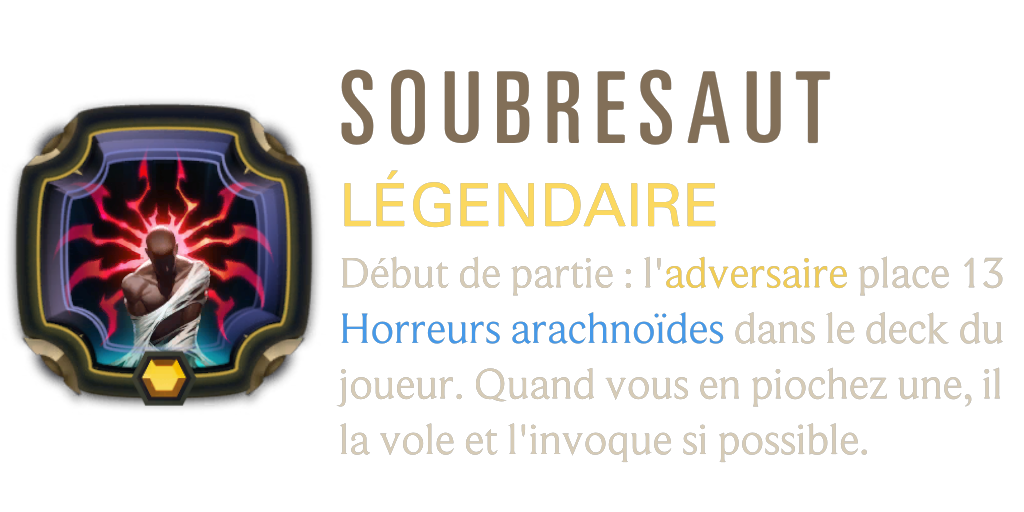 SOUBRESAUT
LÉGENDAIRE
Début de partie : l'adversaire place 13
Horreurs arachnoïdes dans le deck du
joueur. Quand vous en piochez une, il
la vole et l'invoque si possible.